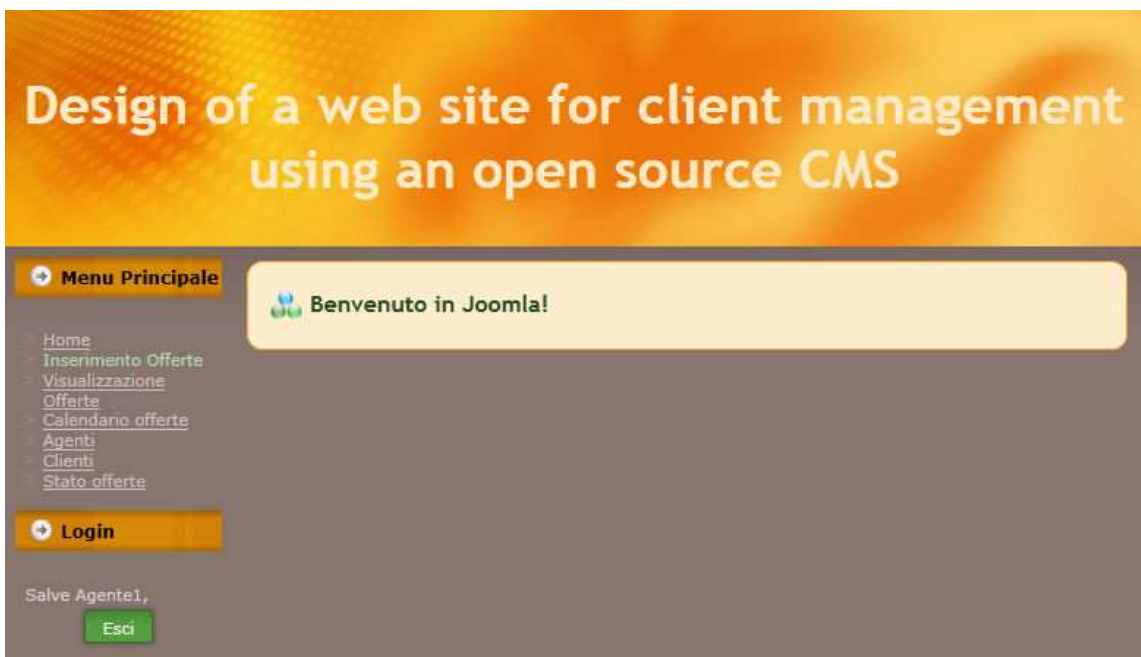 Design of a web site for client management
using an open source CMS
Menu Principale
Benvenuto in Joomla!
Home
Inserimento Offerte
Visualizzazione
Offerte
Calendario offerte
Agenti
Clienti
Stato offerte
Login
Salve Agente1,
Esci